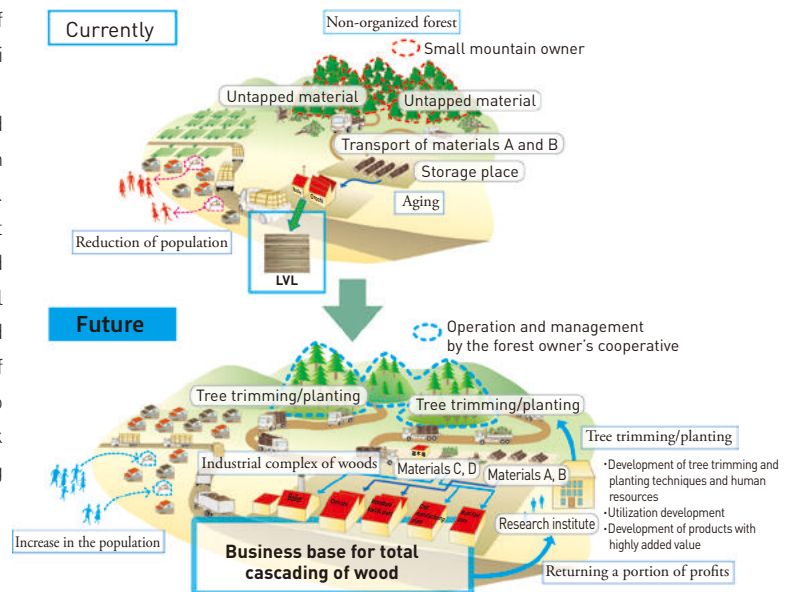 Currently
Non-organized forest
Small mountain owner
Untapped material
Untapped material
Transport of materials A and B
Storage place
Aging
Reduction of population
LVL
Future
Operation and management
by the forest owner's cooperative
Tree trimming/planting
Tree trimming/planting
Tree trimming/planting
Industrial complex of woods
Materials C, D
Materials A, B
•Development of tree trimming and
planting techniques and human
resources
•Utilization development
•Development of products with
highly added value
Research institute
Increase in the population
Business base for total
cascading of wood
Returning a portion of profits